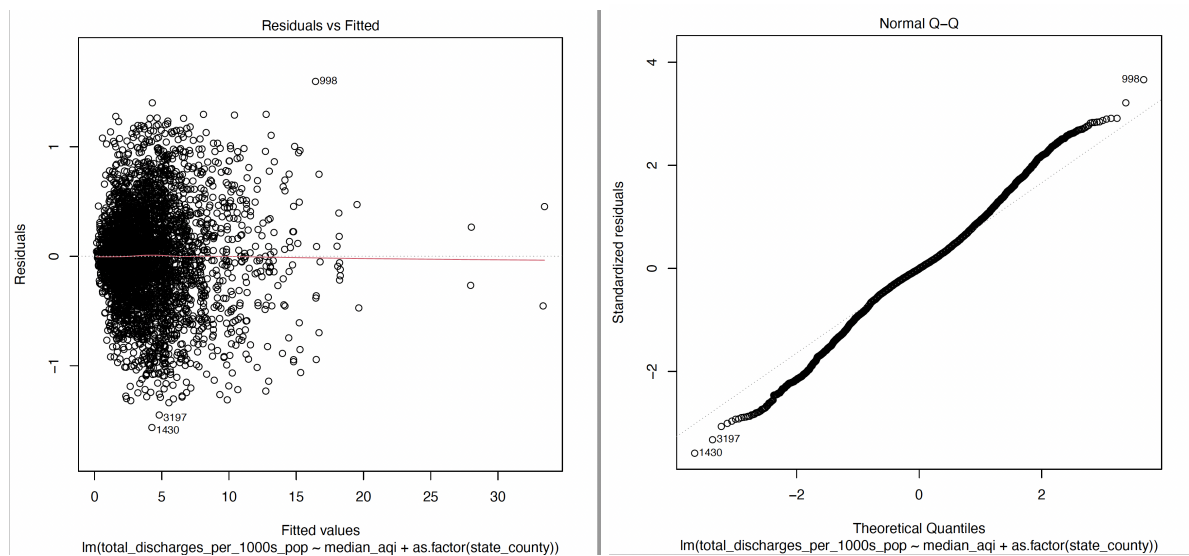 Residuals vs Fitted
998
1
0
−1
Residuals
3197
1430
0 5 10 15 20 25 30
Fitted values
lm(total_discharges_per_1000s_pop ~ median_aqi + as.factor(state_county))
Normal Q−Q
4
998
2
0
−2
Standardized residuals
3197
1430
−2 0 2
Theoretical Quantiles
lm(total_discharges_per_1000s_pop ~ median_aqi + as.factor(state_county))